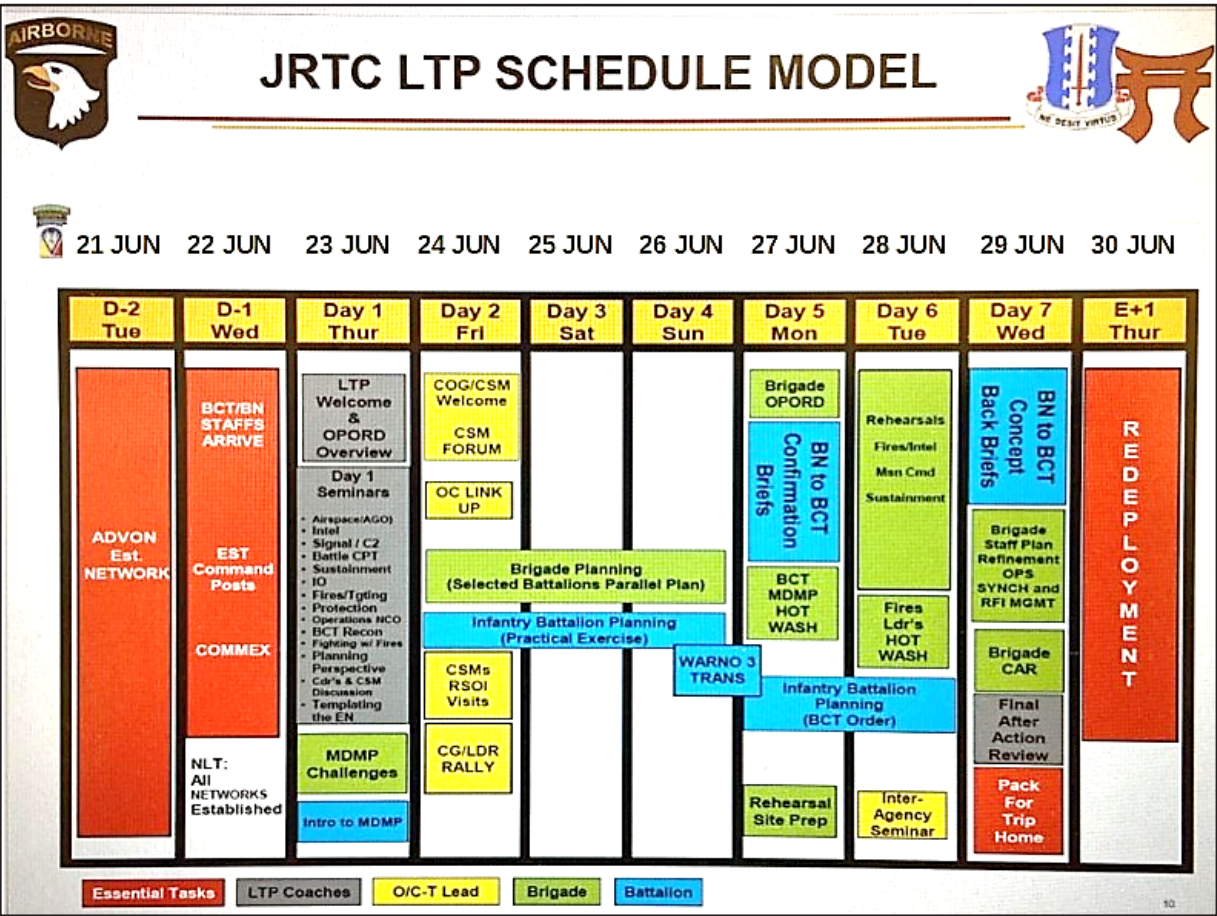 AIRBORNE
JRTC LTP SCHEDULE MODEL
NE DESIT VIRTUS
21 JUN 22 JUN 23 JUN 24 JUN 25 JUN 26 JUN 27 JUN 28 JUN 29 JUN 30 JUN
D-2 D-1 Day 1 Day 2 Day 3 Day 4 Day 5 Day 6 Day 7 E+1
Tue Wed Thur Fri Sat Sun Mon Tue Wed Thur
ADVON
Est.
NETWORK
BCT/BN
STAFFS
ARRIVE
EST
Command
Posts
COMMEX
NLT:
All
NETWORKS
Established
LTP
Welcome
&
OPORD
Overview
Day 1
Seminars
• Airspace/AGO)
• Intel
• Signal / C2
• Battle CPT
• Sustainment
• IO
• Fires/Tgting
• Protection
• Operations NCO
• BCT Recon
• Fighting w/ Fires
• Planning
Perspective
• Cdr's & CSM
Discussion
• Templating
the EN
MDMP
Challenges
Intro to MDMP
COG/CSM
Welcome
CSM
FORUM
OC LINK
UP
Brigade Planning
(Selected Battalions Parallel Plan)
Infantry Battalion Planning
(Practical Exercise)
CSMs
RSOI
Visits
CG/LDR
RALLY
WARNO 3
TRANS
Brigade
OPORD
BN to BCT
Confirmation
Briefs
BCT
MDMP
HOT
WASH
Infantry Battalion
Planning
(BCT Order)
Rehearsal
Site Prep
Rehearsals
Fires/Intel
Msn Cmd
Sustainment
Fires
Ldr's
HOT
WASH
Inter-
Agency
Seminar
BN to BCT
Concept
Back Briefs
Brigade
Staff Plan
Refinement
OPS
SYNCH and
RFI MGMT
Brigade
CAR
Final
After
Action
Review
Pack
For
Trip
Home
REDEPLOYMENT
Essential Tasks LTP Coaches O/C-T Lead Brigade Battalion
10